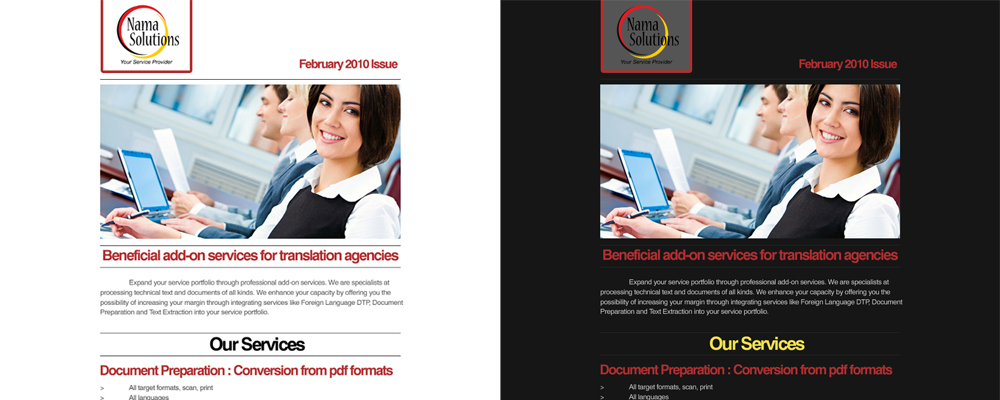 Nama
Solutions
Your Service Provider
February 2010 Issue
Beneficial add-on services for translation agencies
Expand your service portfolio through professional add-on services. We are specialists at
processing technical text and documents of all kinds. We enhance your capacity by offering you the
possibility of increasing your margin through integrating services like Foreign Language DTP, Document
Preparation and Text Extraction into your service portfolio.
Our Services
Document Preparation : Conversion from pdf formats
> All target formats, scan, print
> All languages
Nama
Solutions
Your Service Provider
February 2010 Issue
Beneficial add-on services for translation agencies
Expand your service portfolio through professional add-on services. We are specialists at
processing technical text and documents of all kinds. We enhance your capacity by offering you the
possibility of increasing your margin through integrating services like Foreign Language DTP, Document
Preparation and Text Extraction into your service portfolio.
Our Services
Document Preparation : Conversion from pdf formats
> All target formats, scan, print
> All languages